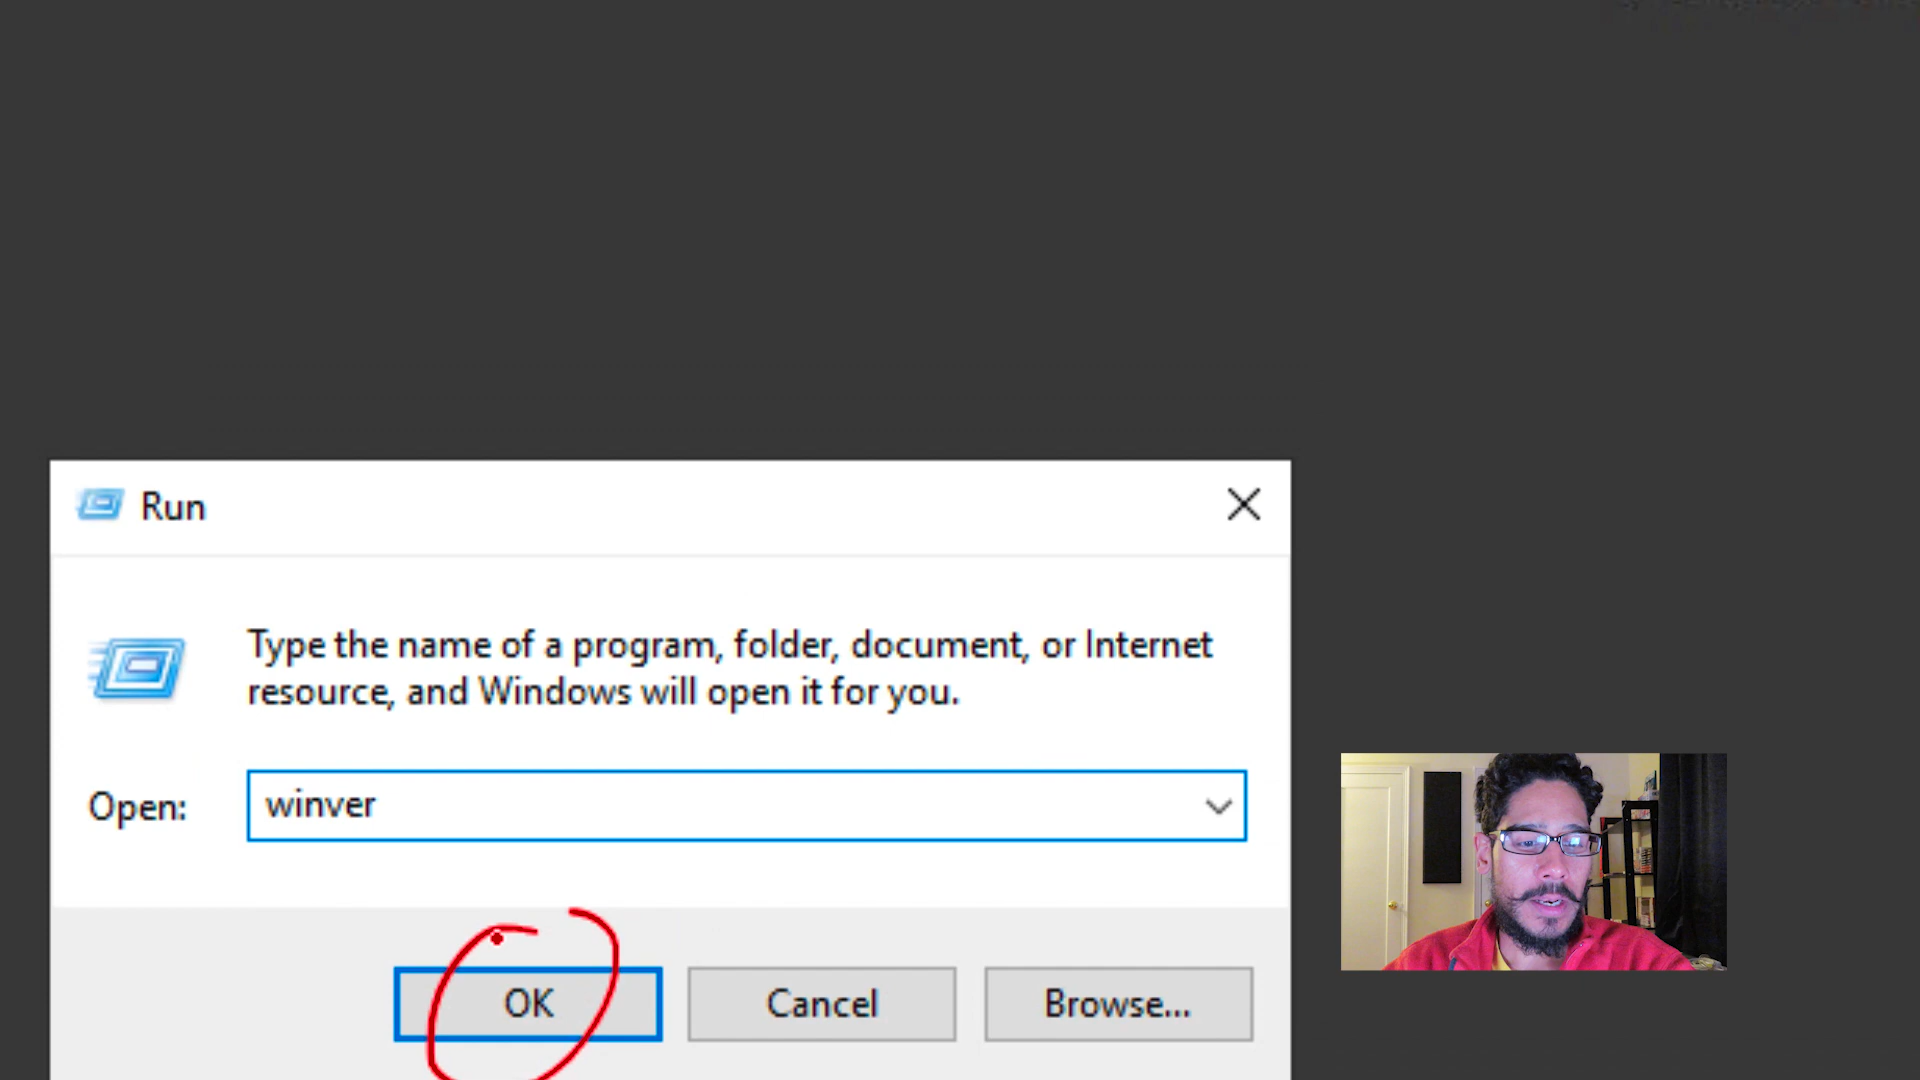 Run
Type the name of a program, folder, document, or Internet
resource, and Windows will open it for you.
Open:
winver
OK
Cancel
Browse...